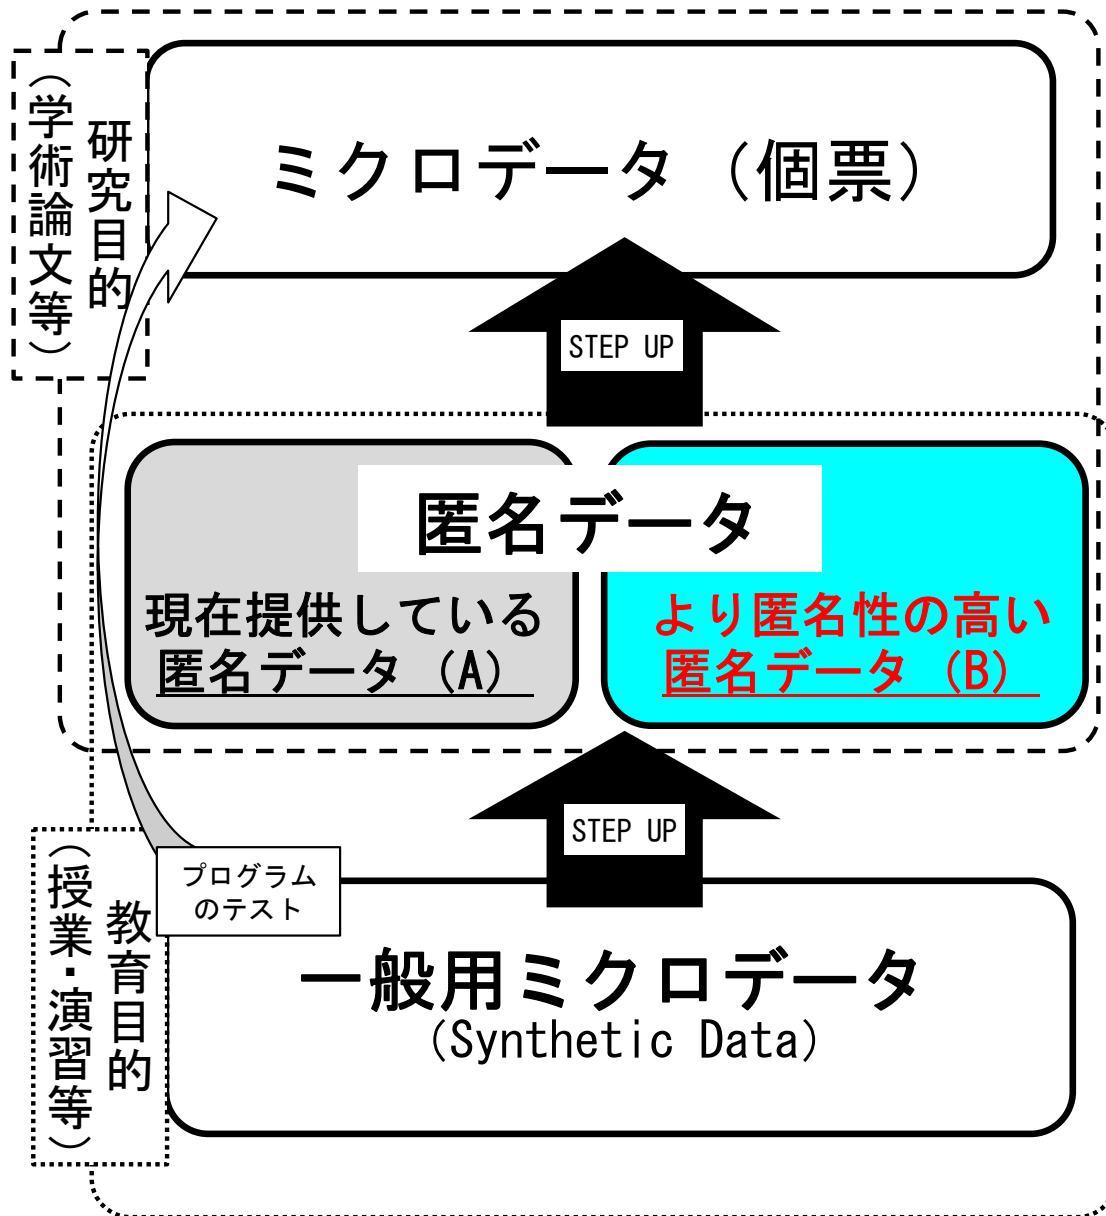 研究目的
（学術論文等）
ミクロデータ（個票）
STEP UP
匿名データ
現在提供している
匿名データ（A）
より匿名性の高い
匿名データ（B）
STEP UP
プログラム
のテスト
教育目的
（授業・演習等）
一般用ミクロデータ
（Synthetic Data）